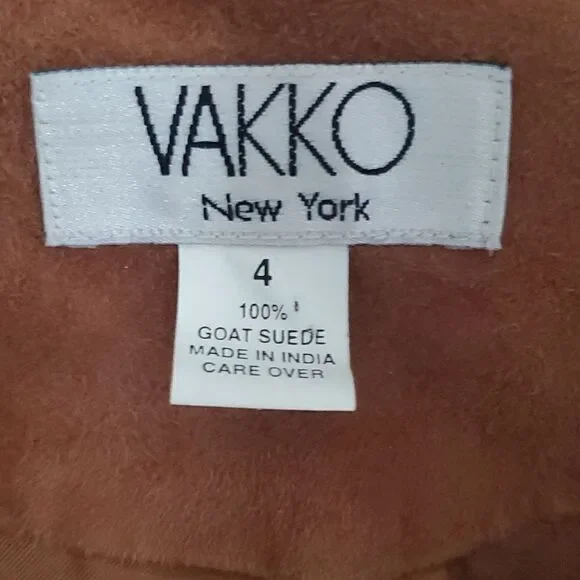 VAKKO
New York
4
100%
GOAT SUEDE
MADE IN INDIA
CARE OVER